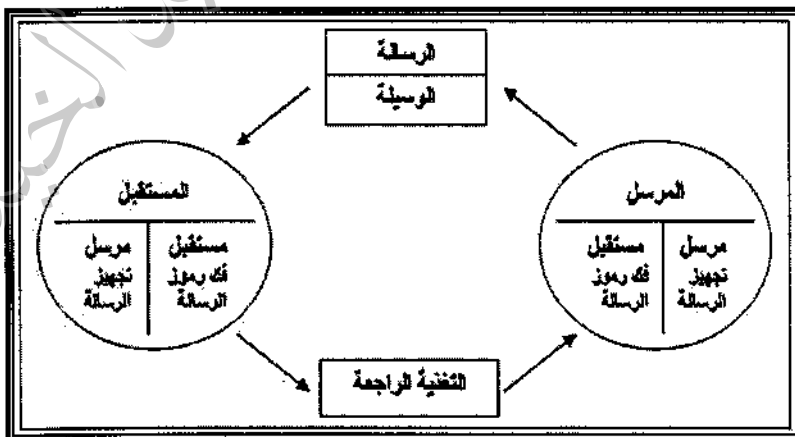 الرسالة
الوسيلة
المرسل
مرسل
تجهيز
الرسالة
مستقبل
فك رموز
الرسالة
المستقبل
مستقبل
فك رموز
الرسالة
مرسل
تجهيز
الرسالة
التغذية الراجعة